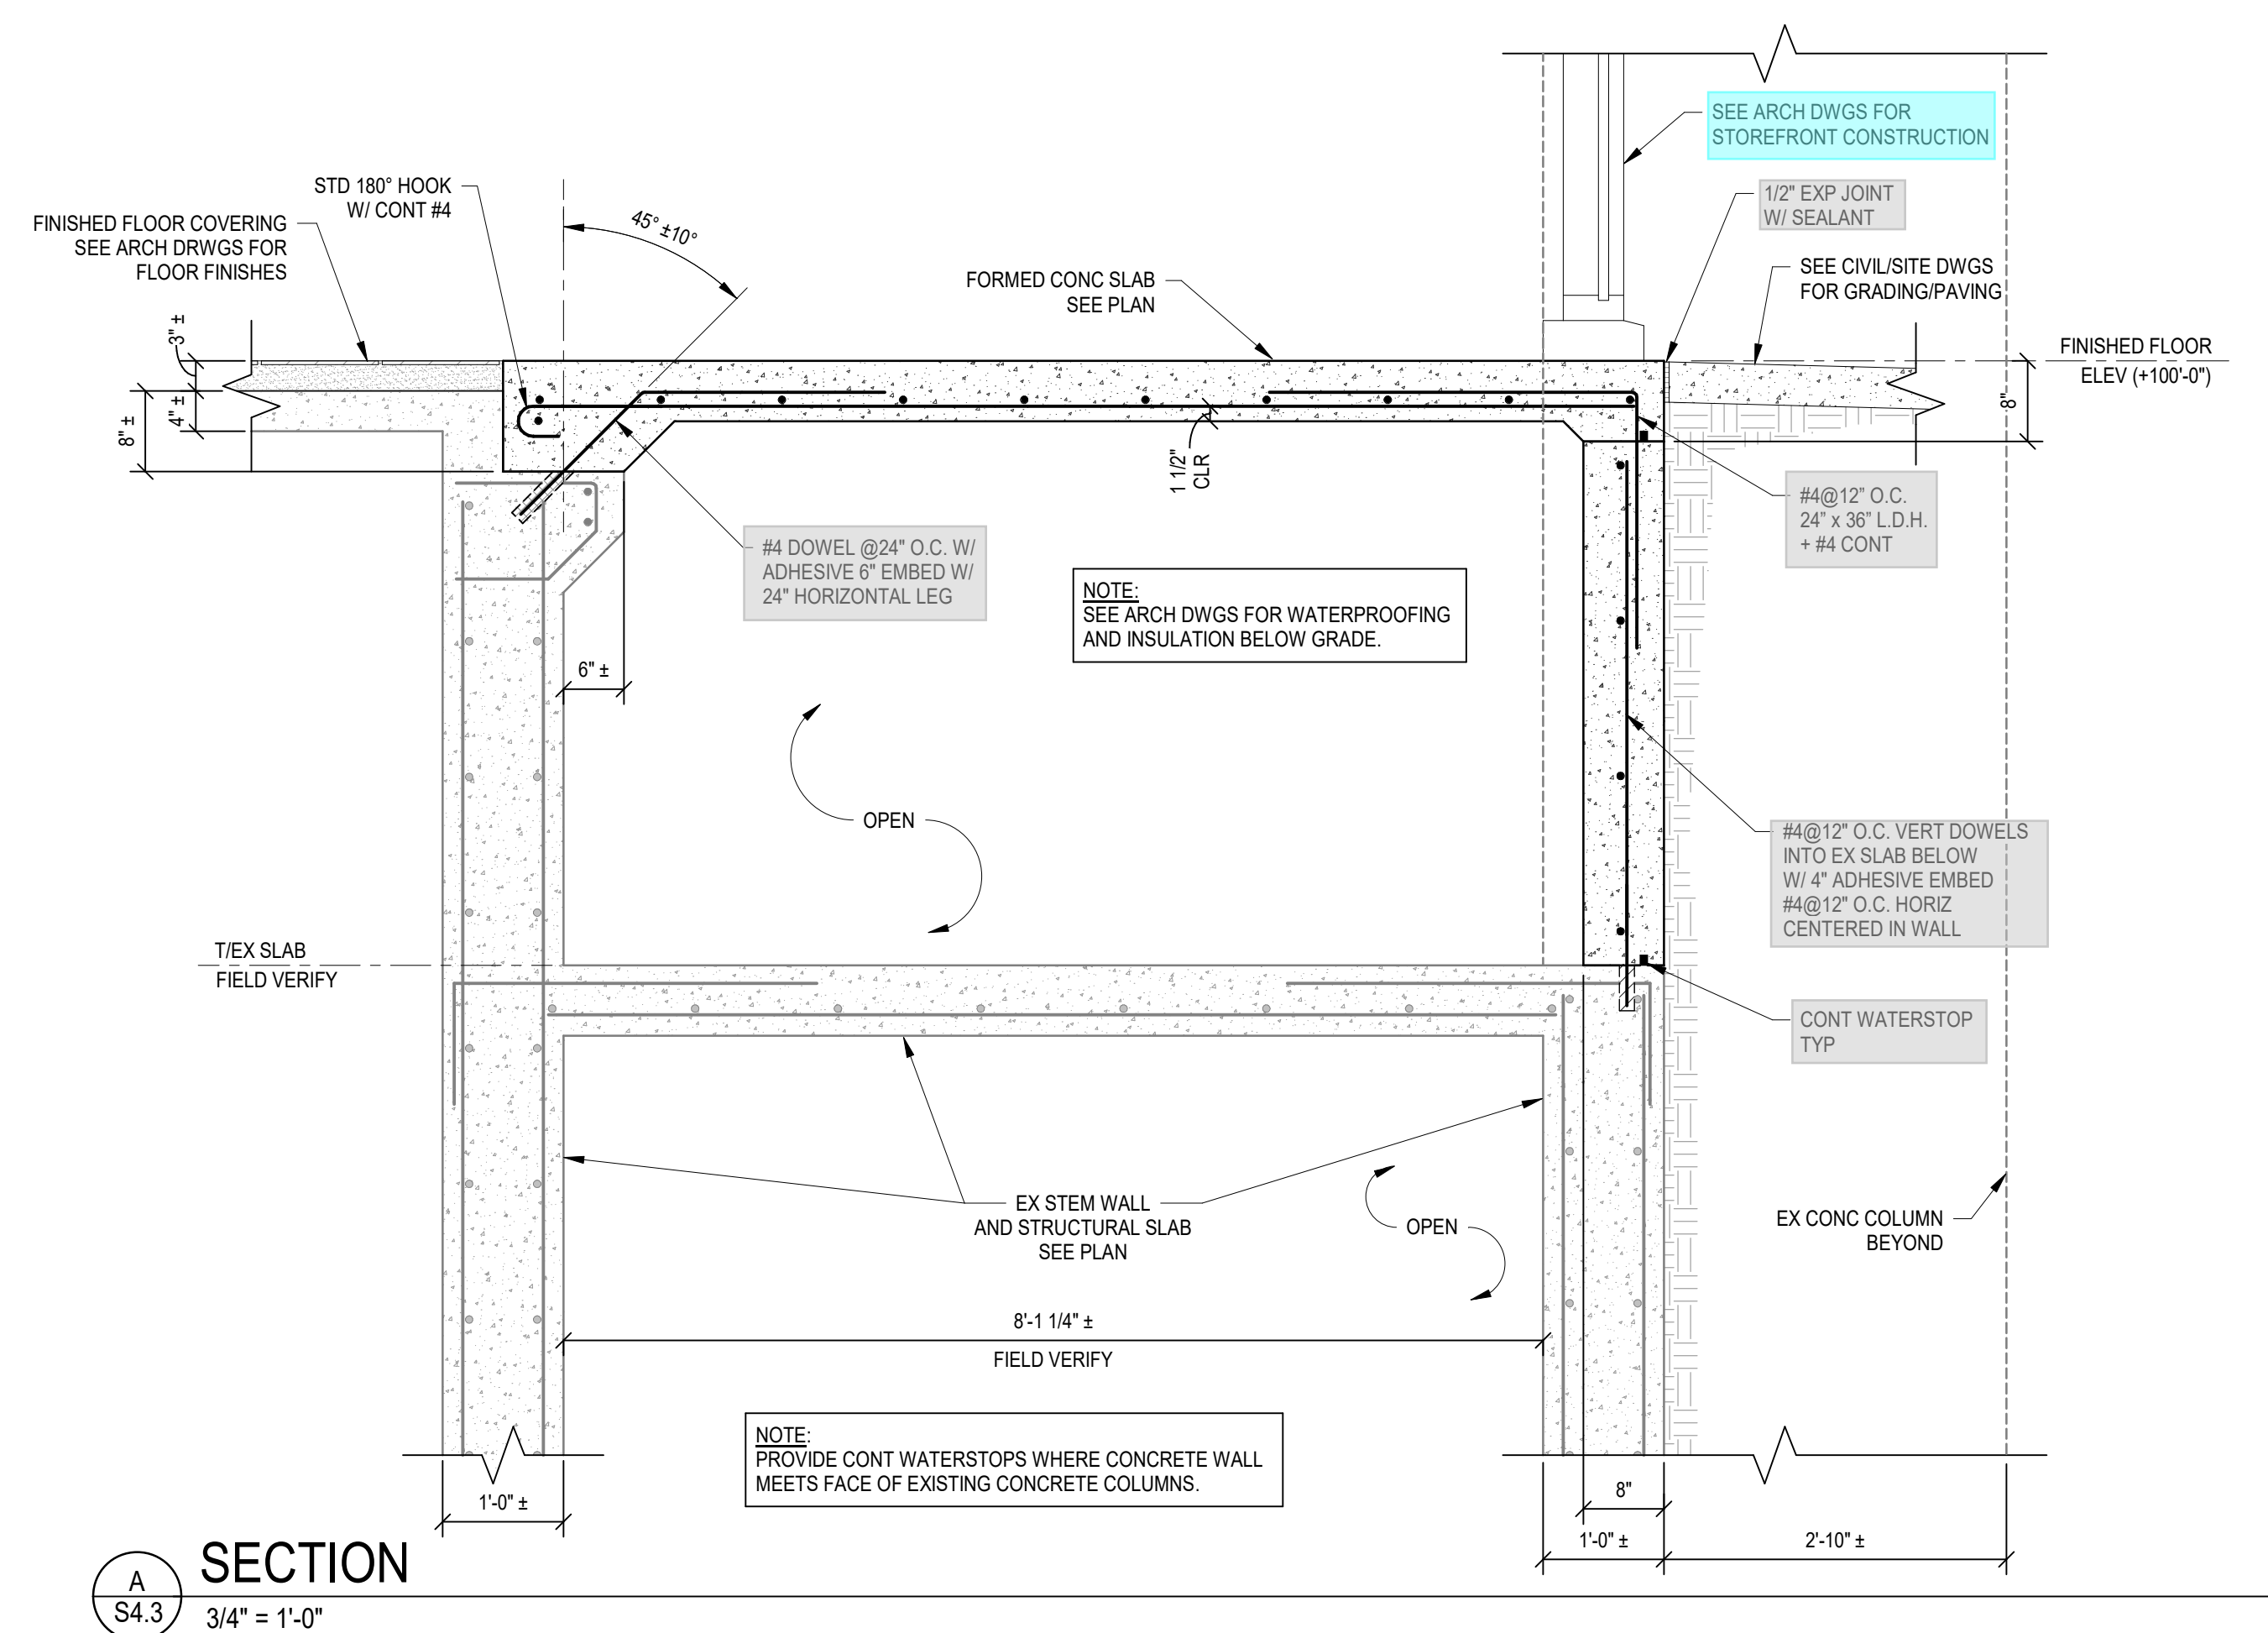 SEE ARCH DWGS FOR
STOREFRONT CONSTRUCTION
STD 180° HOOK
W/ CONT #4
1/2" EXP JOINT
W/ SEALANT
FINISHED FLOOR COVERING
SEE ARCH DRWGS FOR
FLOOR FINISHES
45° ±10°
FORMED CONC SLAB
SEE PLAN
SEE CIVIL/SITE DWGS
FOR GRADING/PAVING
FINISHED FLOOR
ELEV (+100'-0")
3" ±
4" ±
8" ±
8"
1 1/2"
CLR
#4@12” O.C.
24” x 36” L.D.H.
+ #4 CONT
#4 DOWEL @24" O.C. W/
ADHESIVE 6" EMBED W/
24" HORIZONTAL LEG
NOTE:
SEE ARCH DWGS FOR WATERPROOFING
AND INSULATION BELOW GRADE.
6" ±
OPEN
#4@12" O.C. VERT DOWELS
INTO EX SLAB BELOW
W/ 4" ADHESIVE EMBED
#4@12" O.C. HORIZ
CENTERED IN WALL
T/EX SLAB
FIELD VERIFY
CONT WATERSTOP
TYP
EX STEM WALL
AND STRUCTURAL SLAB
SEE PLAN
OPEN
EX CONC COLUMN
BEYOND
8'-1 1/4" ±
FIELD VERIFY
NOTE:
PROVIDE CONT WATERSTOPS WHERE CONCRETE WALL
MEETS FACE OF EXISTING CONCRETE COLUMNS.
1'-0" ±
8"
1'-0" ±
2'-10" ±
A
S4.3
SECTION
3/4" = 1'-0"